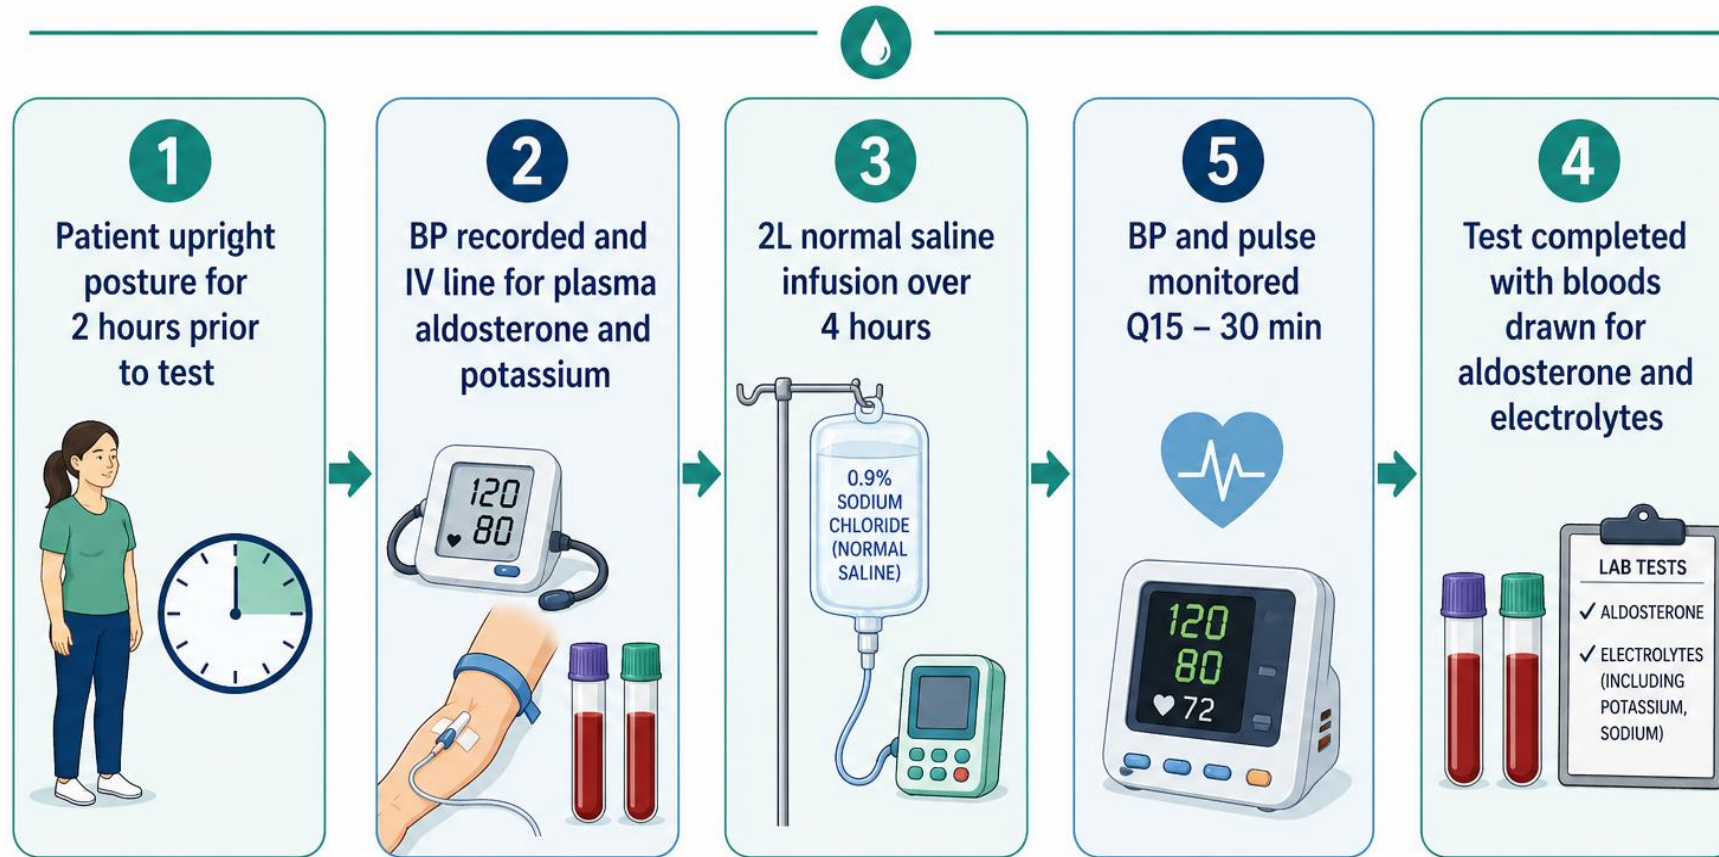 1
Patient upright
posture for
2 hours prior
to test
2
BP recorded and
IV line for plasma
aldosterone and
potassium
120
80
3
2L normal saline
infusion over
4 hours
0.9%
SODIUM
CHLORIDE
(NORMAL
SALINE)
5
BP and pulse
monitored
Q15 – 30 min
120
80
72
4
Test completed
with bloods
drawn for
aldosterone and
electrolytes
LAB TESTS
✓ ALDOSTERONE
✓ ELECTROLYTES
(INCLUDING
POTASSIUM,
SODIUM)